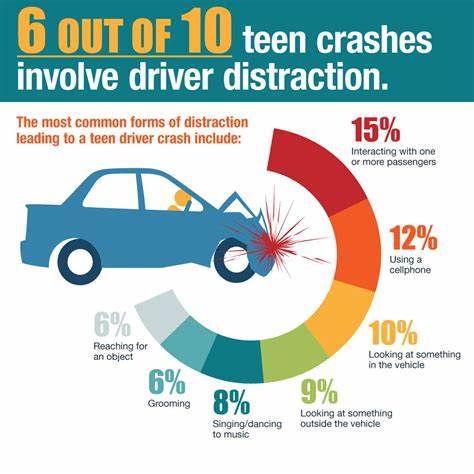 6 OUT OF 10 teen crashes
involve driver distraction.
The most common forms of distraction
leading to a teen driver crash include:
15%
Interacting with one
or more passengers
12%
Using a
cellphone
10%
Looking at something
in the vehicle
9%
Looking at something
outside the vehicle
8%
Singing/dancing
to music
6%
Grooming
6%
Reaching for
an object